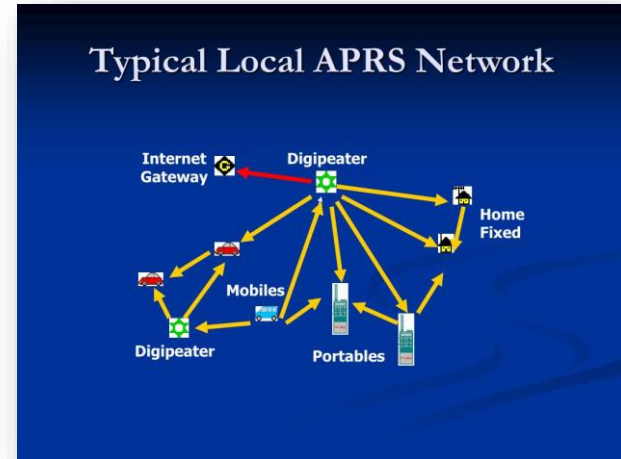 Typical Local APRS Network
Internet
Gateway
Digipeater
Home
Fixed
Mobiles
Digipeater
Portables